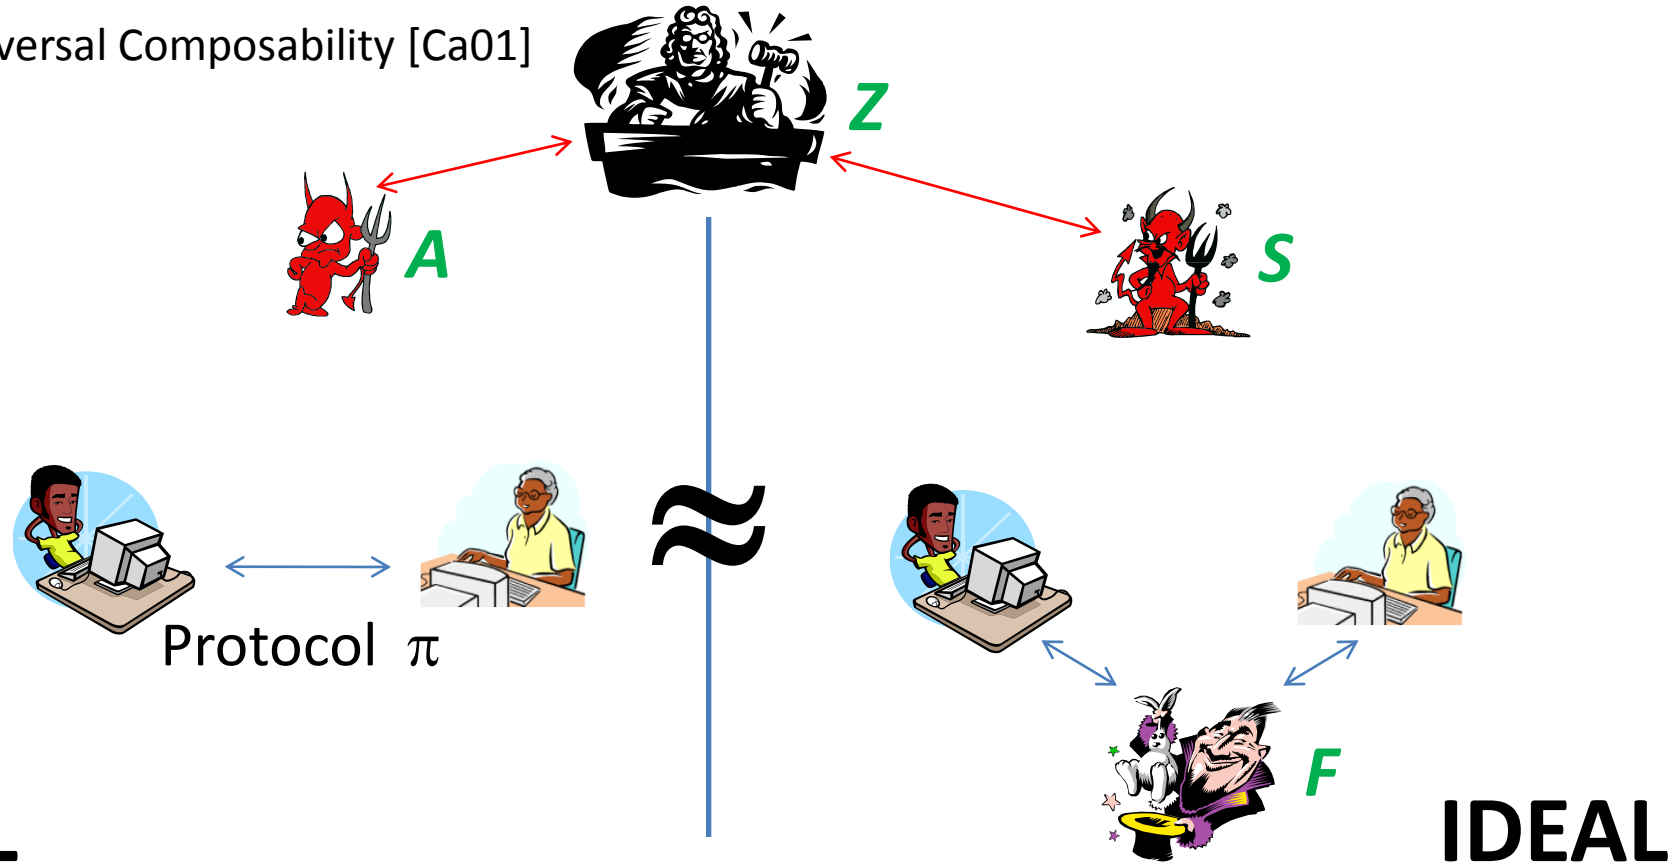 versal Composability [Ca01]
Z
A
S
≈
Protocol π
F
IDEAL